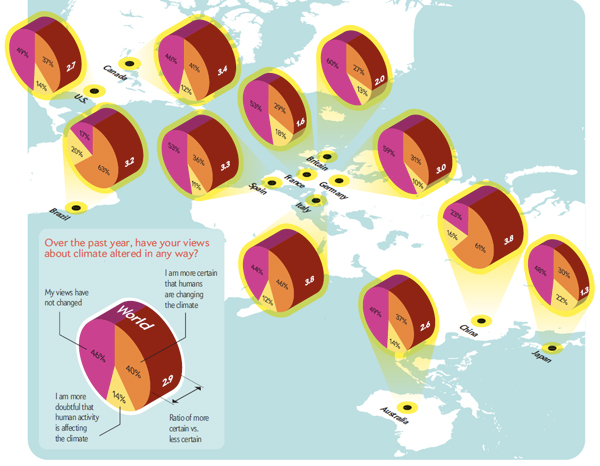 49%
37%
14%
2.7
Canada
U.S.
46%
41%
12%
3.4
60%
27%
13%
2.0
53%
29%
18%
1.6
17%
20%
63%
3.2
Brazil
53%
36%
11%
3.3
Spain
France
Britain
Germany
Italy
59%
31%
10%
3.0
23%
16%
61%
3.8
China
48%
30%
22%
1.3
Japan
44%
44%
12%
3.8
49%
37%
14%
2.6
Australia
Over the past year, have your views
about climate altered in any way?
My views have
not changed
I am more certain
that humans
are changing
the climate
World
46%
40%
14%
2.9
I am more
doubtful that
human activity
is affecting
the climate
Ratio of more
certain vs.
less certain